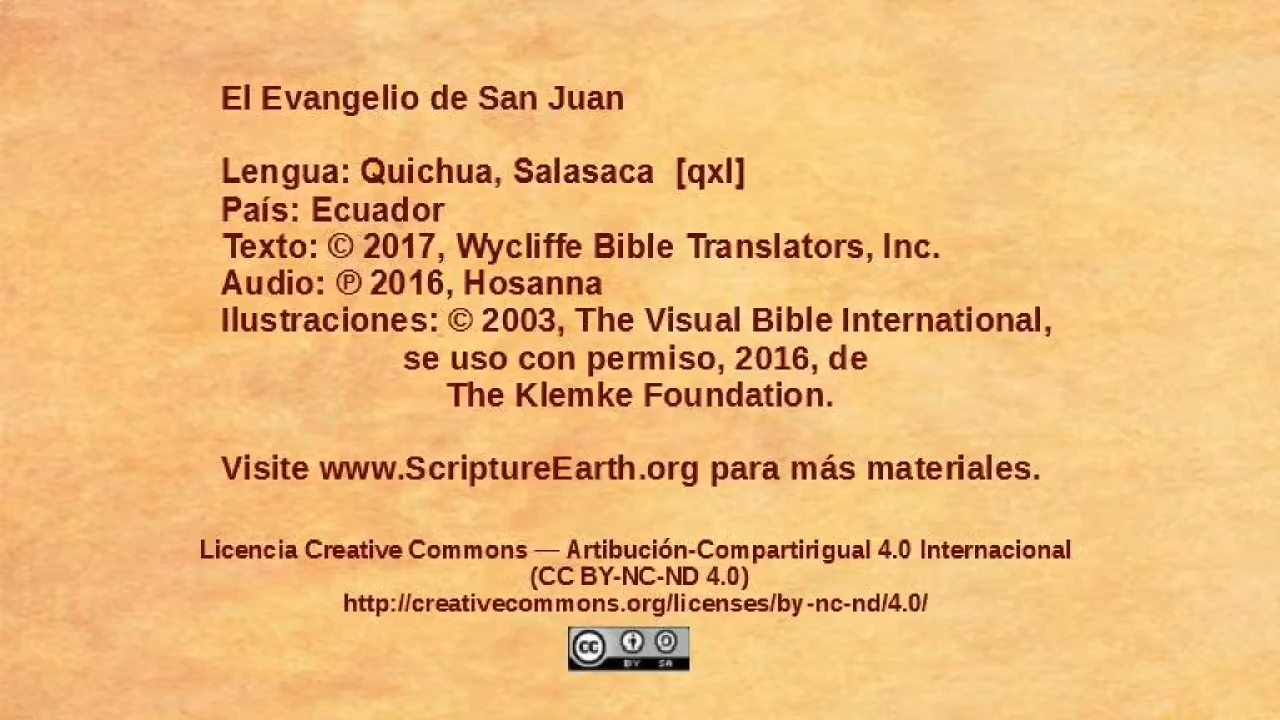 El Evangelio de San Juan
Lengua: Quichua, Salasaca [qxl]
País: Ecuador
Texto: © 2017, Wycliffe Bible Translators, Inc.
Audio: ℗ 2016, Hosanna
Ilustraciones: © 2003, The Visual Bible International,
se uso con permiso, 2016, de
The Klemke Foundation.
Visite www.ScriptureEarth.org para más materiales.
Licencia Creative Commons — Artibución-Compartirigual 4.0 Internacional
(CC BY-NC-ND 4.0)
http://creativecommons.org/licenses/by-nc-nd/4.0/
cc BY SA